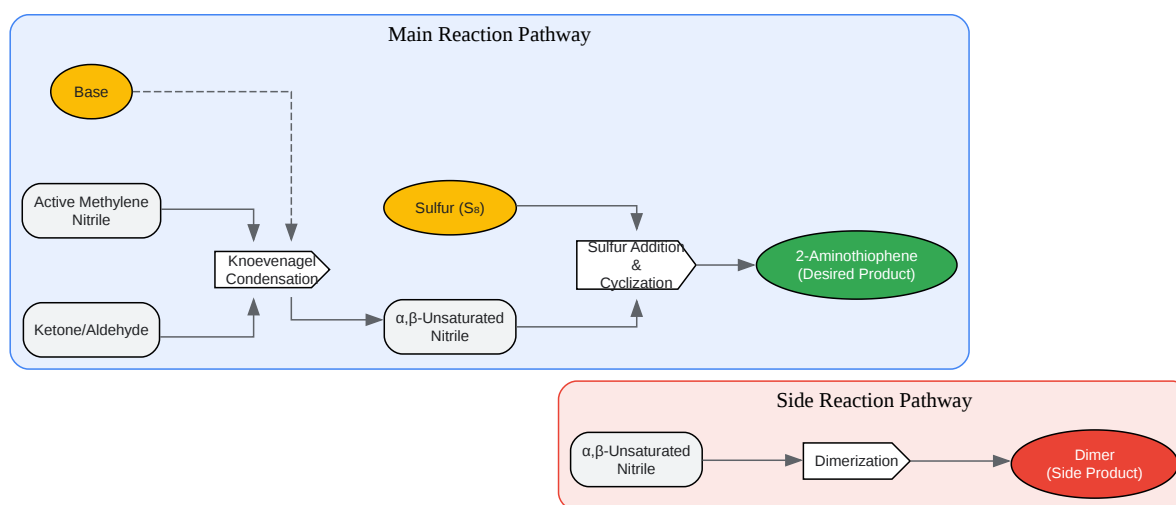 Main Reaction Pathway
Base
Active Methylene
Nitrile
Sulfur (S₈)
Knoevenagel
Condensation
Sulfur Addition
&
Cyclization
2-Aminothiophene
(Desired Product)
Ketone/Aldehyde
α,β-Unsaturated
Nitrile
Side Reaction Pathway
α,β-Unsaturated
Nitrile
Dimerization
Dimer
(Side Product)